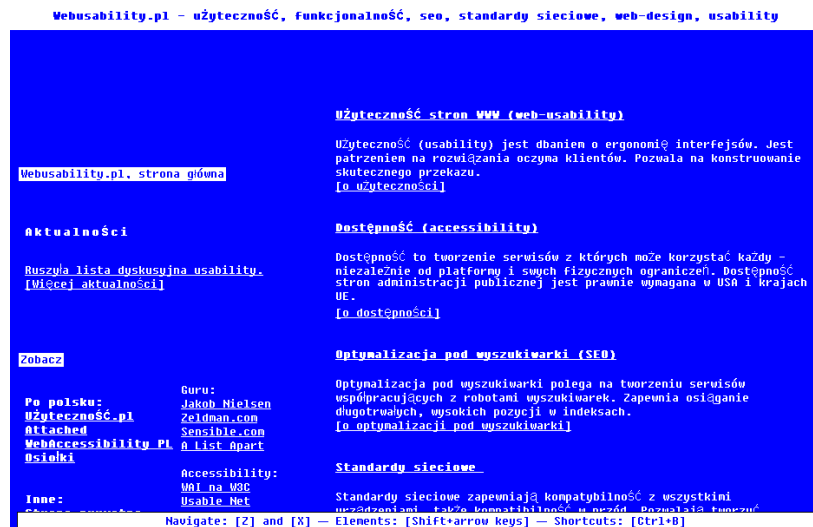 Webusability.pl - użyteczność, funkcjonalność, seo, standardy sieciowe, web-design, usability
Webusability.pl, strona główna
Aktualności
Ruszyła lista dyskusyjna usability.
[Więcej aktualności]
Zobacz
Po polsku:
Użyteczność.pl
Attached
WebAccessibility PL
Osiołki
Inne:
Guru:
Jakob Nielsen
Zeldman.com
Sensible.com
A List Apart
Accessibility:
WAI na W3C
Usable Net
Użyteczność stron WWW (web-usability)
Użyteczność (usability) jest dbaniem o ergonomię interfejsów. Jest
patrzeniem na rozwiązania oczyma klientów. Pozwala na konstruowanie
skutecznego przekazu.
[o użyteczności]
Dostępność (accessibility)
Dostępność to tworzenie serwisów z których może korzystać każdy -
niezależnie od platformy i swych fizycznych ograniczeń. Dostępność
stron administracji publicznej jest prawnie wymagana w USA i krajach
UE.
[o dostępności]
Optymalizacja pod wyszukiwarki (SEO)
Optymalizacja pod wyszukiwarki polega na tworzeniu serwisów
współpracujących z robotami wyszukiwarek. Zapewnia osiąganie
długotrwałych, wysokich pozycji w indeksach.
[o optymalizacji pod wyszukiwarki]
Standardy sieciowe
Standardy sieciowe zapewniają kompatybilność z wszystkimi
urządzeniami, także kompatibilność w przód. Pozwalają tworzyć
Navigate: [Z] and [X] — Elements: [Shift+arrow keys] — Shortcuts: [Ctrl+B]